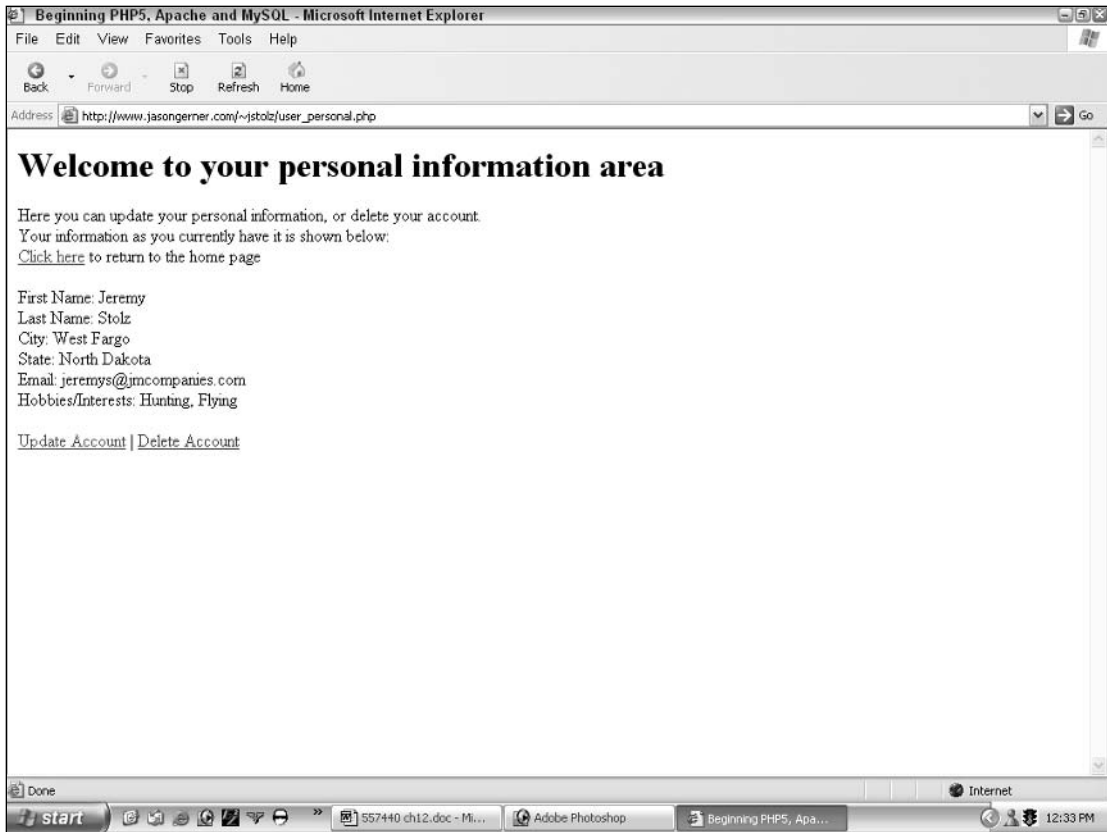 Beginning PHP5, Apache and MySQL - Microsoft Internet Explorer
File Edit View Favorites Tools Help
Back Forward Stop Refresh Home
Address http://www.jasongerner.com/~jstolz/user_personal.php Go
Welcome to your personal information area
Here you can update your personal information, or delete your account.
Your information as you currently have it is shown below:
Click here to return to the home page
First Name: Jeremy
Last Name: Stolz
City: West Fargo
State: North Dakota
Email: jeremys@jmcompanies.com
Hobbies/Interests: Hunting, Flying
Update Account | Delete Account
Done Internet
start » 557440 ch12.doc - Mi... Adobe Photoshop Beginning PHP5, Apa... 12:33 PM